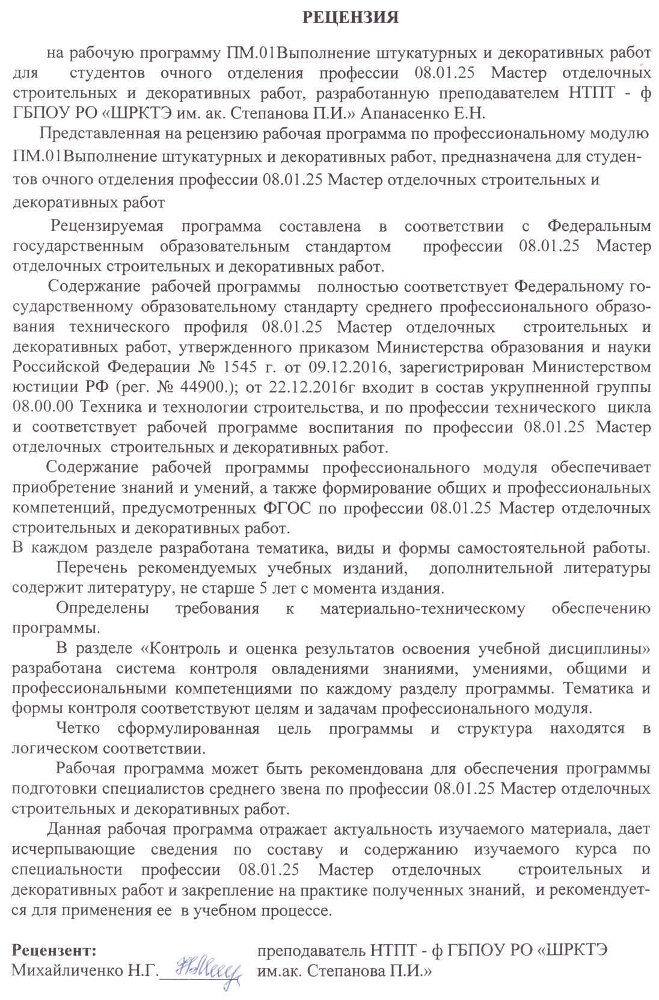 РЕЦЕНЗИЯ
на рабочую программу ПМ.01Выполнение штукатурных и декоративных работ
для студентов очного отделения профессии 08.01.25 Мастер отделочных
строительных и декоративных работ, разработанную преподавателем НТПТ - ф
ГБПОУ РО «ШРКТЭ им. ак. Степанова П.И.» Апанасенко Е.Н.
Представленная на рецензию рабочая программа по профессиональному модулю
ПМ.01Выполнение штукатурных и декоративных работ, предназначена для студен-
тов очного отделения профессии 08.01.25 Мастер отделочных строительных и
декоративных работ
Рецензируемая программа составлена в соответствии с Федеральным
государственным образовательным стандартом профессии 08.01.25 Мастер
отделочных строительных и декоративных работ.
Содержание рабочей программы полностью соответствует Федеральному го-
сударственному образовательному стандарту среднего профессионального образо-
вания технического профиля 08.01.25 Мастер отделочных строительных и
декоративных работ, утвержденного приказом Министерства образования и науки
Российской Федерации № 1545 г. от 09.12.2016, зарегистрирован Министерством
юстиции РФ (рег. № 44900.); от 22.12.2016г входит в состав укрупненной группы
08.00.00 Техника и технологии строительства, и по профессии технического цикла
и соответствует рабочей программе воспитания по профессии 08.01.25 Мастер
отделочных строительных и декоративных работ.
Содержание рабочей программы профессионального модуля обеспечивает
приобретение знаний и умений, а также формирование общих и профессиональных
компетенций, предусмотренных ФГОС по профессии 08.01.25 Мастер отделочных
строительных и декоративных работ.
В каждом разделе разработана тематика, виды и формы самостоятельной работы.
Перечень рекомендуемых учебных изданий, дополнительной литературы
содержит литературу, не старше 5 лет с момента издания.
Определены требования к материально-техническому обеспечению
программы.
В разделе «Контроль и оценка результатов освоения учебной дисциплины»
разработана система контроля овладениями знаниями, умениями, общими и
профессиональными компетенциями по каждому разделу программы. Тематика и
формы контроля соответствуют целям и задачам профессионального модуля.
Четко сформулированная цель программы и структура находятся в
логическом соответствии.
Рабочая программа может быть рекомендована для обеспечения программы
подготовки специалистов среднего звена по профессии 08.01.25 Мастер отделочных
строительных и декоративных работ.
Данная рабочая программа отражает актуальность изучаемого материала, дает
исчерпывающие сведения по составу и содержанию изучаемого курса по
специальности профессии 08.01.25 Мастер отделочных строительных и
декоративных работ и закрепление на практике полученных знаний, и рекомендует-
ся для применения ее в учебном процессе.
Рецензент: преподаватель НТПТ - ф ГБПОУ РО «ШРКТЭ
Михайличенко Н.Г.__________ им.ак. Степанова П.И.»